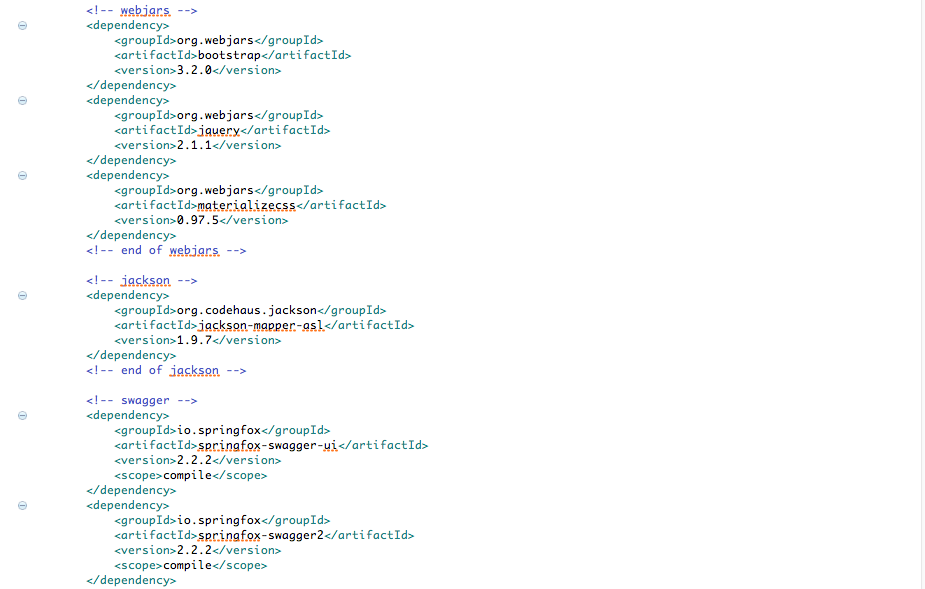 <!-- webjars -->
<dependency>
<groupId>org.webjars</groupId>
<artifactId>bootstrap</artifactId>
<version>3.2.0</version>
</dependency>
<dependency>
<groupId>org.webjars</groupId>
<artifactId>jquery</artifactId>
<version>2.1.1</version>
</dependency>
<dependency>
<groupId>org.webjars</groupId>
<artifactId>materializecss</artifactId>
<version>0.97.5</version>
</dependency>
<!-- end of webjars -->
<!-- jackson -->
<dependency>
<groupId>org.codehaus.jackson</groupId>
<artifactId>jackson-mapper-asl</artifactId>
<version>1.9.7</version>
</dependency>
<!-- end of jackson -->
<!-- swagger -->
<dependency>
<groupId>io.springfox</groupId>
<artifactId>springfox-swagger-ui</artifactId>
<version>2.2.2</version>
<scope>compile</scope>
</dependency>
<dependency>
<groupId>io.springfox</groupId>
<artifactId>springfox-swagger2</artifactId>
<version>2.2.2</version>
<scope>compile</scope>
</dependency>